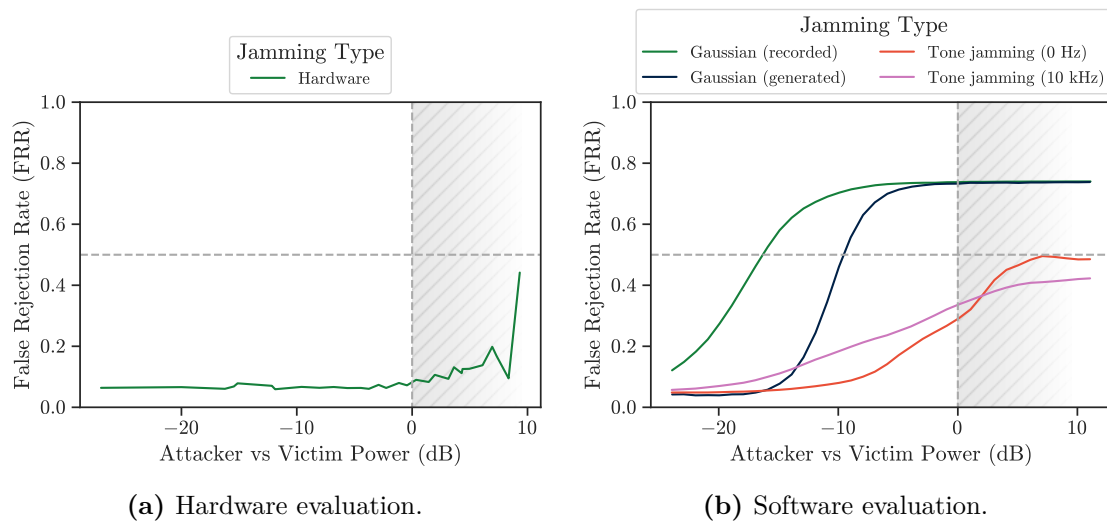 Jamming Type
Hardware
False Rejection Rate (FRR)
1.0
0.8
0.6
0.4
0.2
0.0
−20
−10
0
10
Attacker vs Victim Power (dB)
(a) Hardware evaluation.
Jamming Type
Gaussian (recorded)
Gaussian (generated)
Tone jamming (0 Hz)
Tone jamming (10 kHz)
False Rejection Rate (FRR)
1.0
0.8
0.6
0.4
0.2
0.0
−20
−10
0
10
Attacker vs Victim Power (dB)
(b) Software evaluation.